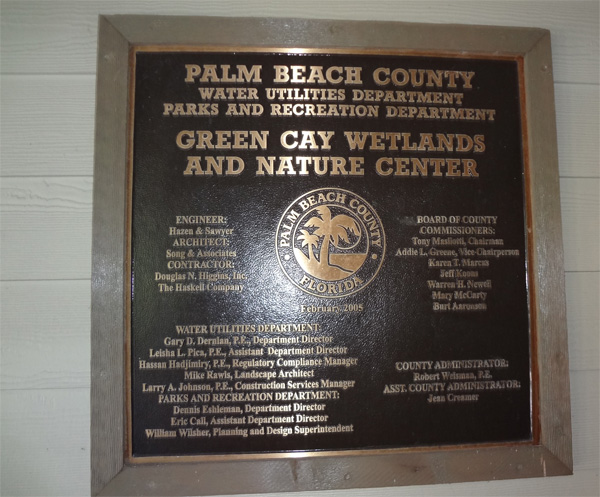 PALM BEACH COUNTY
WATER UTILITIES DEPARTMENT
PARKS AND RECREATION DEPARTMENT
GREEN CAY WETLANDS
AND NATURE CENTER
ENGINEER:
Hazen & Sawyer
ARCHITECT:
Song & Associates
CONTRACTOR:
Douglas N. Higgins, Inc.
The Haskell Company
PALM BEACH COUNTY
FLORIDA
February 2005
BOARD OF COUNTY
COMMISSIONERS:
Tony Masilotti, Chairman
Addie L. Greene, Vice Chairperson
Karen T. Marcus
Jeff Koons
Warren H. Newell
Mary McCarty
Burt Aaronson
WATER UTILITIES DEPARTMENT:
Gary D. Dernlan, P.E., Department Director
Leisha L. Pica, P.E., Assistant Department Director
Hassan Hadjimiry, P.E., Regulatory Compliance Manager
Mike Rawls, Landscape Architect
Larry A. Johnson, P.E., Construction Services Manager
PARKS AND RECREATION DEPARTMENT:
Dennis Eshleman, Department Director
Eric Call, Assistant Department Director
William Wilsher, Planning and Design Superintendent
COUNTY ADMINISTRATOR:
Robert Weisman, P.E.
ASST. COUNTY ADMINISTRATOR:
Jean Creamer